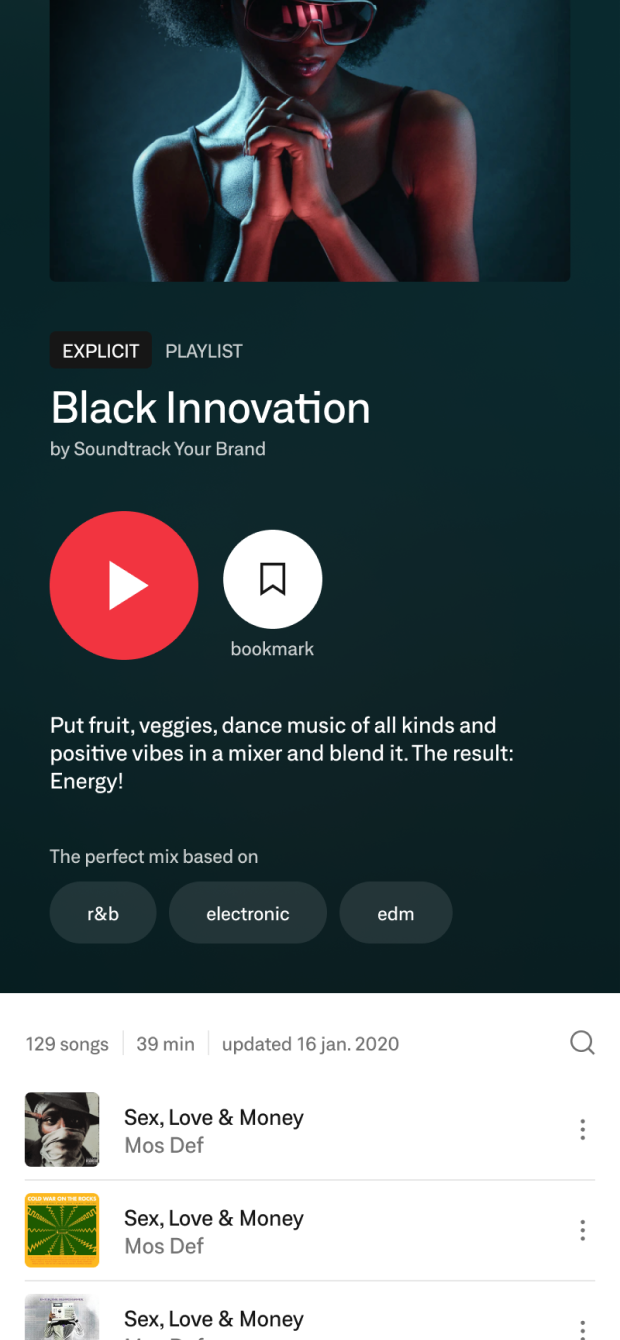 EXPLICIT PLAYLIST
Black Innovation
by Soundtrack Your Brand
bookmark
Put fruit, veggies, dance music of all kinds and
positive vibes in a mixer and blend it. The result:
Energy!
The perfect mix based on
r&b electronic edm
129 songs 39 min updated 16 jan. 2020
Sex, Love & Money
Mos Def
COLD WAR ON THE ROCKS
Sex, Love & Money
Mos Def
Sex, Love & Money